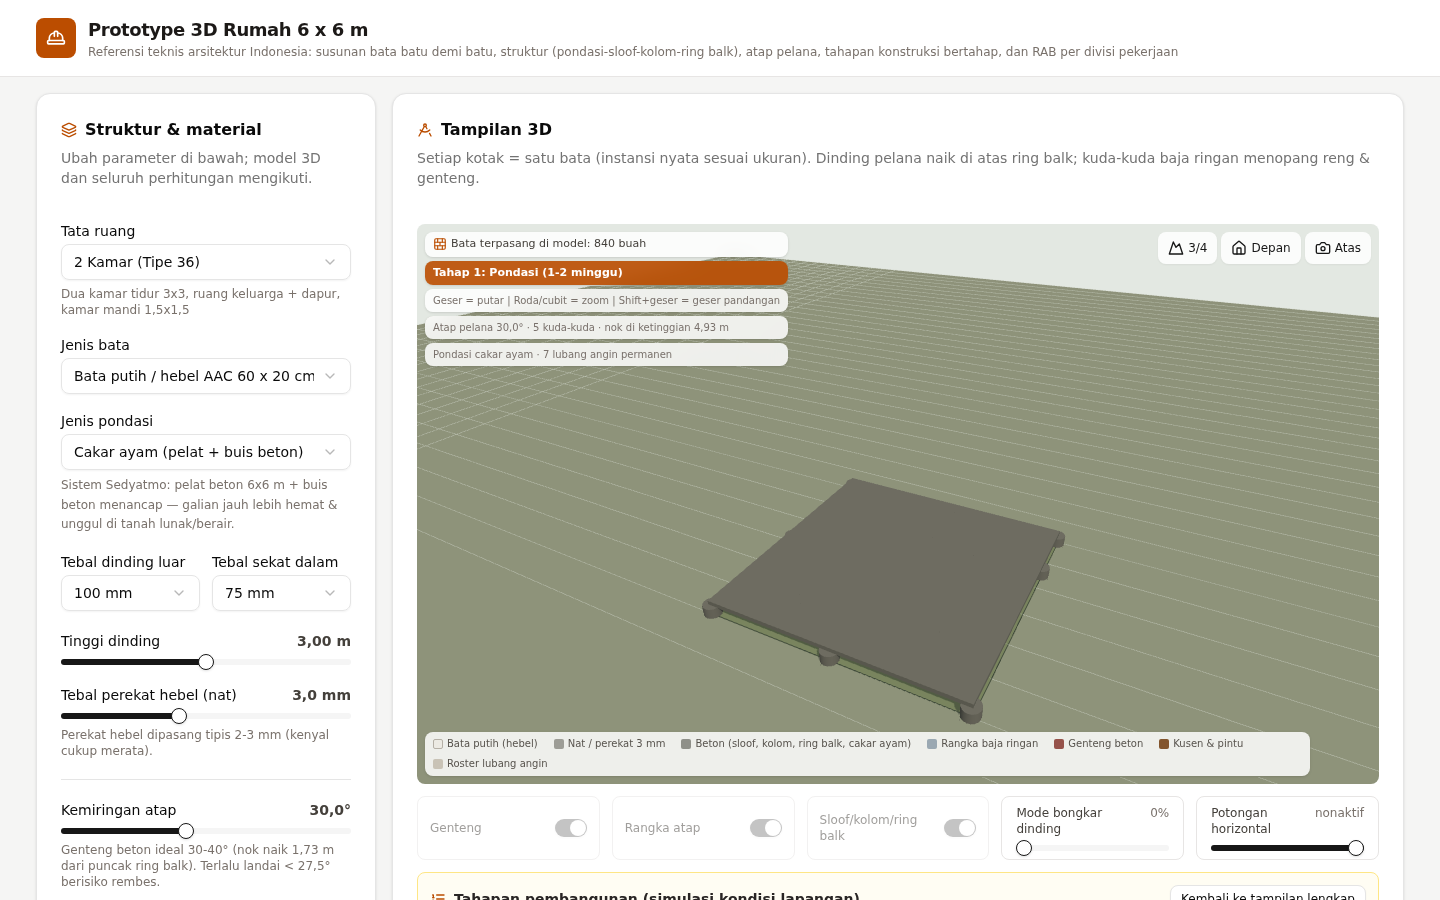 Prototype 3D Rumah 6 x 6 m
Referensi teknis arsitektur Indonesia: susunan bata batu demi batu, struktur (pondasi-sloof-kolom-ring balk), atap pelana, tahapan konstruksi bertahap, dan RAB per divisi pekerjaan
Struktur & material
Ubah parameter di bawah; model 3D
dan seluruh perhitungan mengikuti.
Tata ruang
2 Kamar (Tipe 36)
Dua kamar tidur 3x3, ruang keluarga + dapur,
kamar mandi 1,5x1,5
Jenis bata
Bata putih / hebel AAC 60 x 20 cm
Jenis pondasi
Cakar ayam (pelat + buis beton)
Sistem Sedyatmo: pelat beton 6x6 m + buis
beton menancap — galian jauh lebih hemat &
unggul di tanah lunak/berair.
Tebal dinding luar
Tebal sekat dalam
100 mm
75 mm
Tinggi dinding
3,00 m
Tebal perekat hebel (nat)
3,0 mm
Perekat hebel dipasang tipis 2-3 mm (kenyal
cukup merata).
Kemiringan atap
30,0°
Genteng beton ideal 30-40° (nok naik 1,73 m
dari puncak ring balk). Terlalu landai < 27,5°
berisiko rembes.
Tampilan 3D
Setiap kotak = satu bata (instansi nyata sesuai ukuran). Dinding pelana naik di atas ring balk; kuda-kuda baja ringan menopang reng &
genteng.
Bata terpasang di model: 840 buah
Tahap 1: Pondasi (1-2 minggu)
Geser = putar | Roda/cubit = zoom | Shift+geser = geser pandangan
Atap pelana 30,0° · 5 kuda-kuda · nok di ketinggian 4,93 m
Pondasi cakar ayam · 7 lubang angin permanen
3/4
Depan
Atas
Bata putih (hebel)
Nat / perekat 3 mm
Beton (sloof, kolom, ring balk, cakar ayam)
Rangka baja ringan
Genteng beton
Kusen & pintu
Roster lubang angin
Genteng
Rangka atap
Sloof/kolom/ring
balk
Mode bongkar
dinding
0%
Potongan
horizontal
nonaktif
Tahapan pembangunan (simulasi kondisi lapangan)
Kembali ke tampilan lengkap